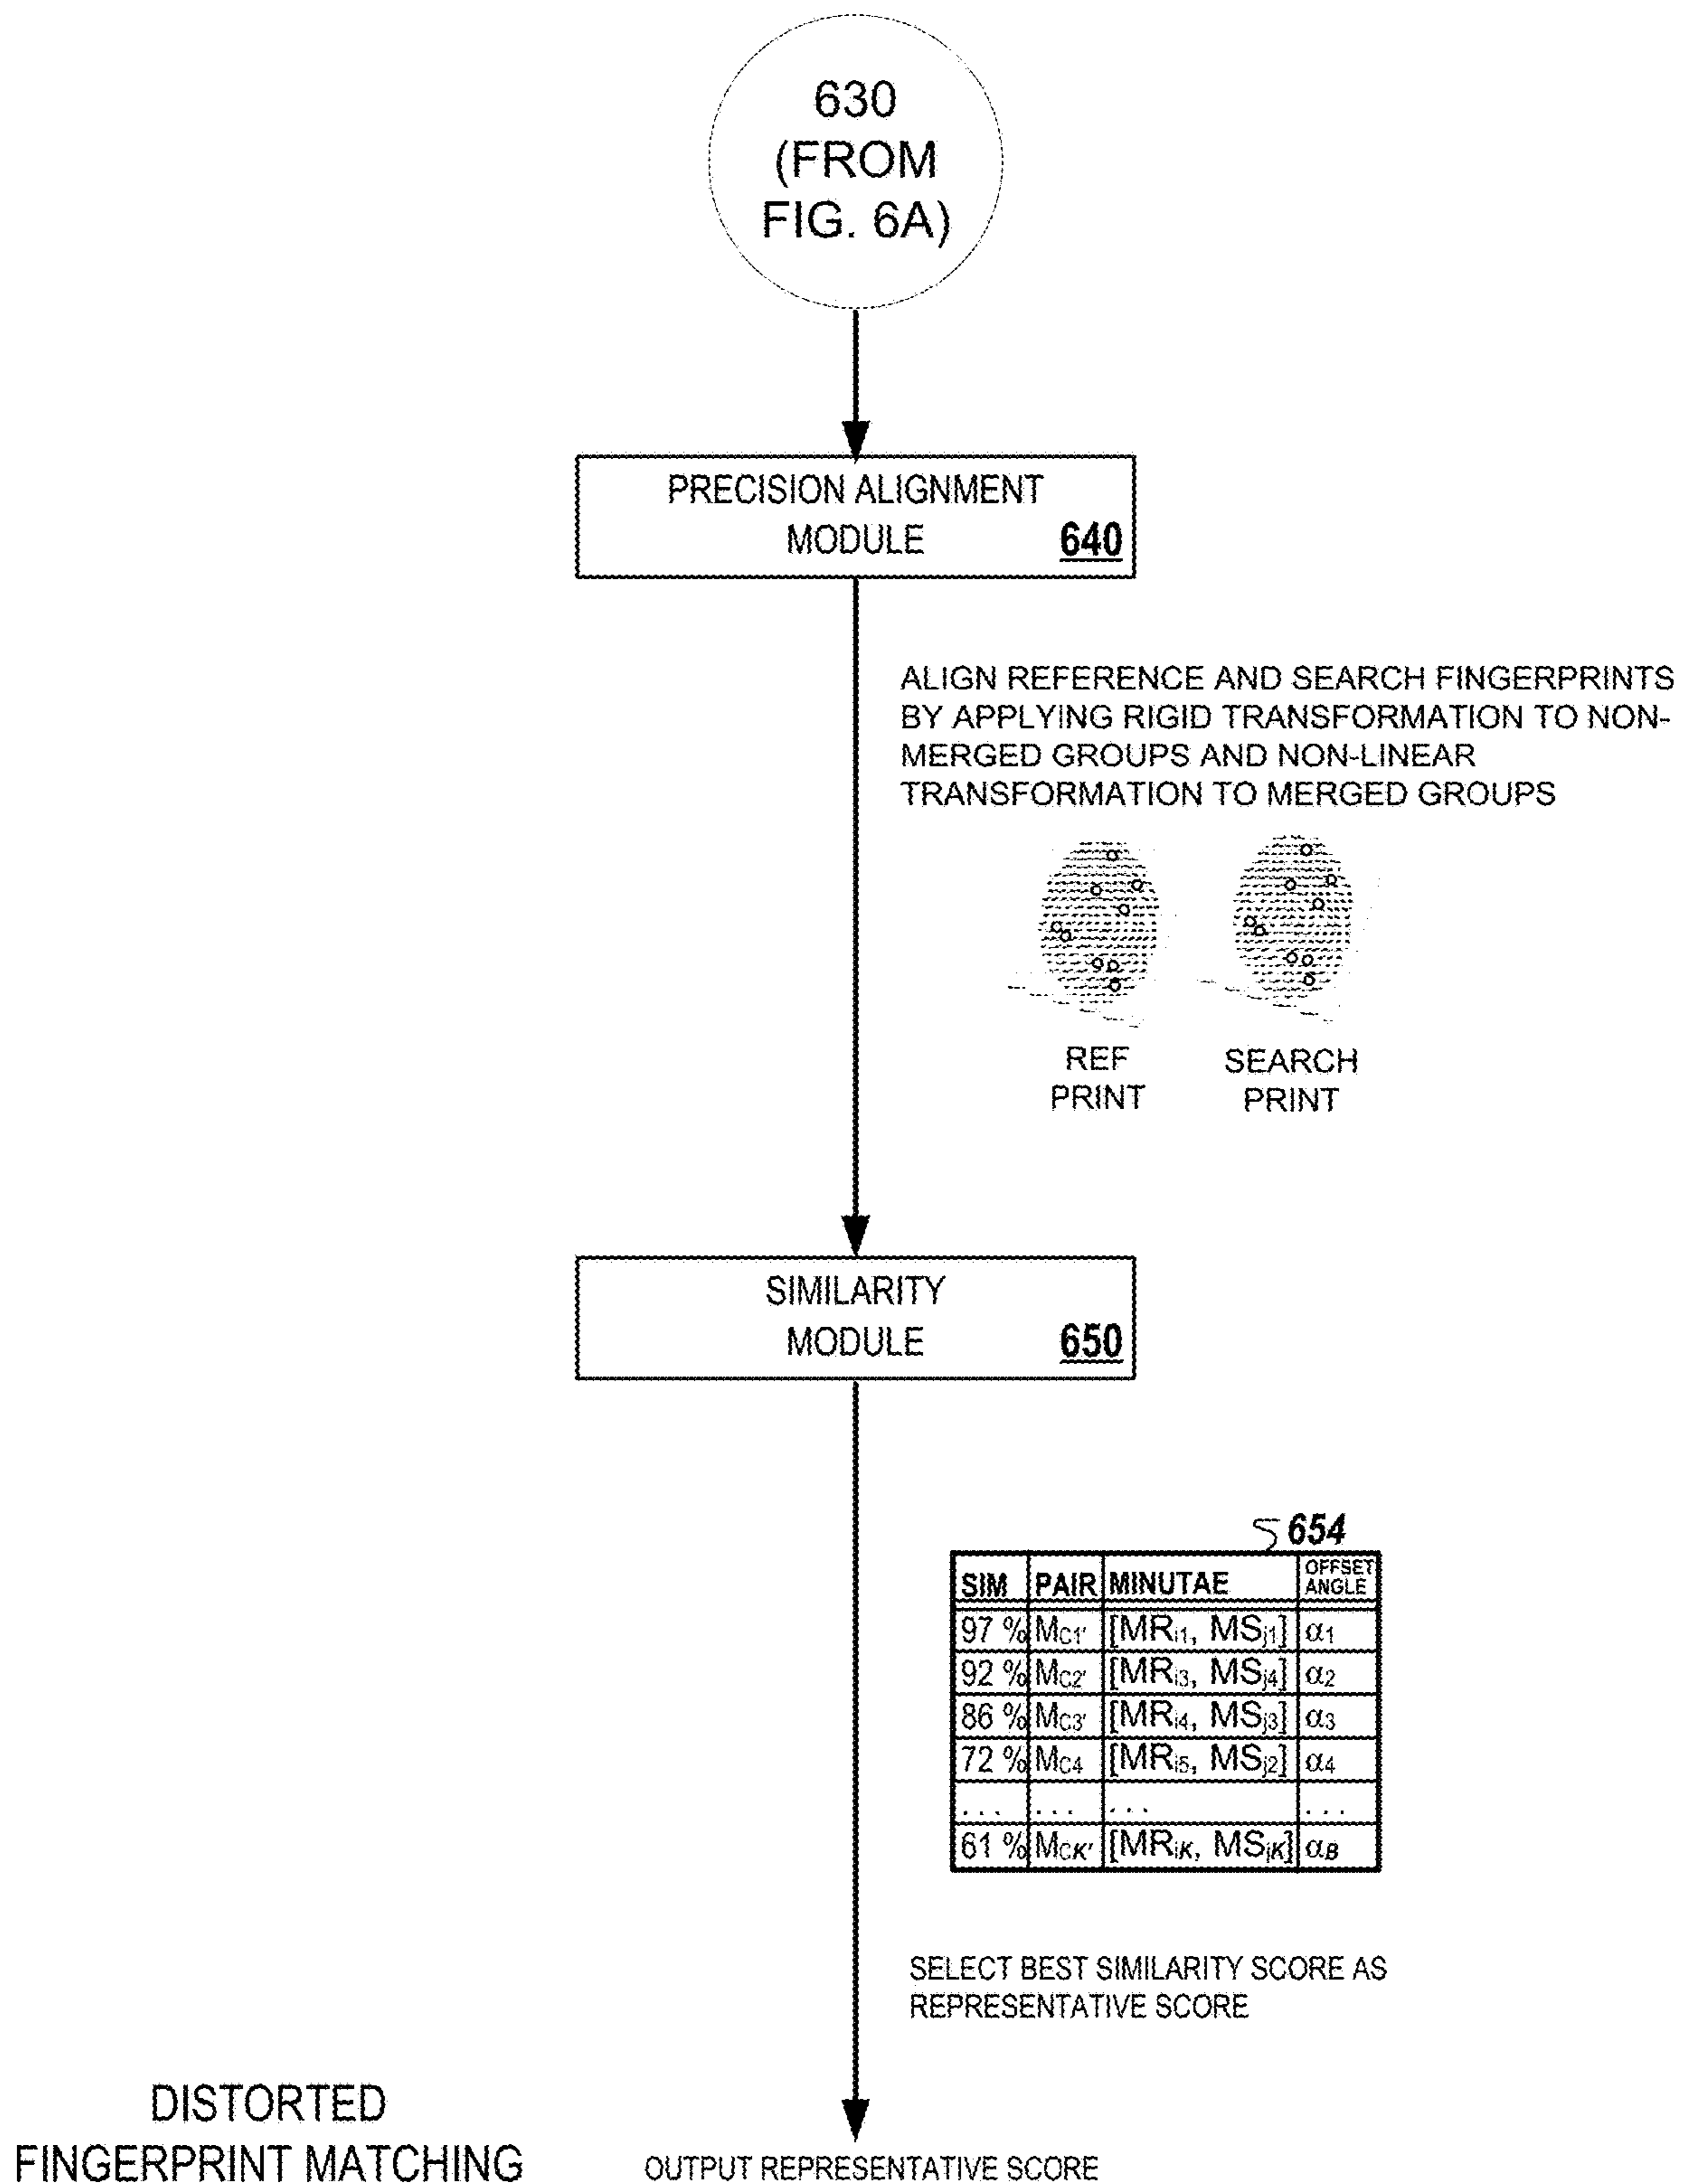 630
(FROM
FIG. 6A)
PRECISION ALIGNMENT
MODULE 640
ALIGN REFERENCE AND SEARCH FINGERPRINTS
BY APPLYING RIGID TRANSFORMATION TO NON-
MERGED GROUPS AND NON-LINEAR
TRANSFORMATION TO MERGED GROUPS
REF
PRINT
SEARCH
PRINT
SIMILARITY
MODULE 650
654
SIM PAIR MINUTAE OFFSET ANGLE
97 % MC1' [MRi1, MSj1] α1
92 % MC2' [MRi3, MSj4] α2
86 % MC3' [MRi4, MSj3] α3
72 % MC4 [MRi5, MSj2] α4
... ... ... ...
61 % MCK' [MRiK, MSjK] αB
SELECT BEST SIMILARITY SCORE AS
REPRESENTATIVE SCORE
DISTORTED
FINGERPRINT MATCHING
OUTPUT REPRESENTATIVE SCORE